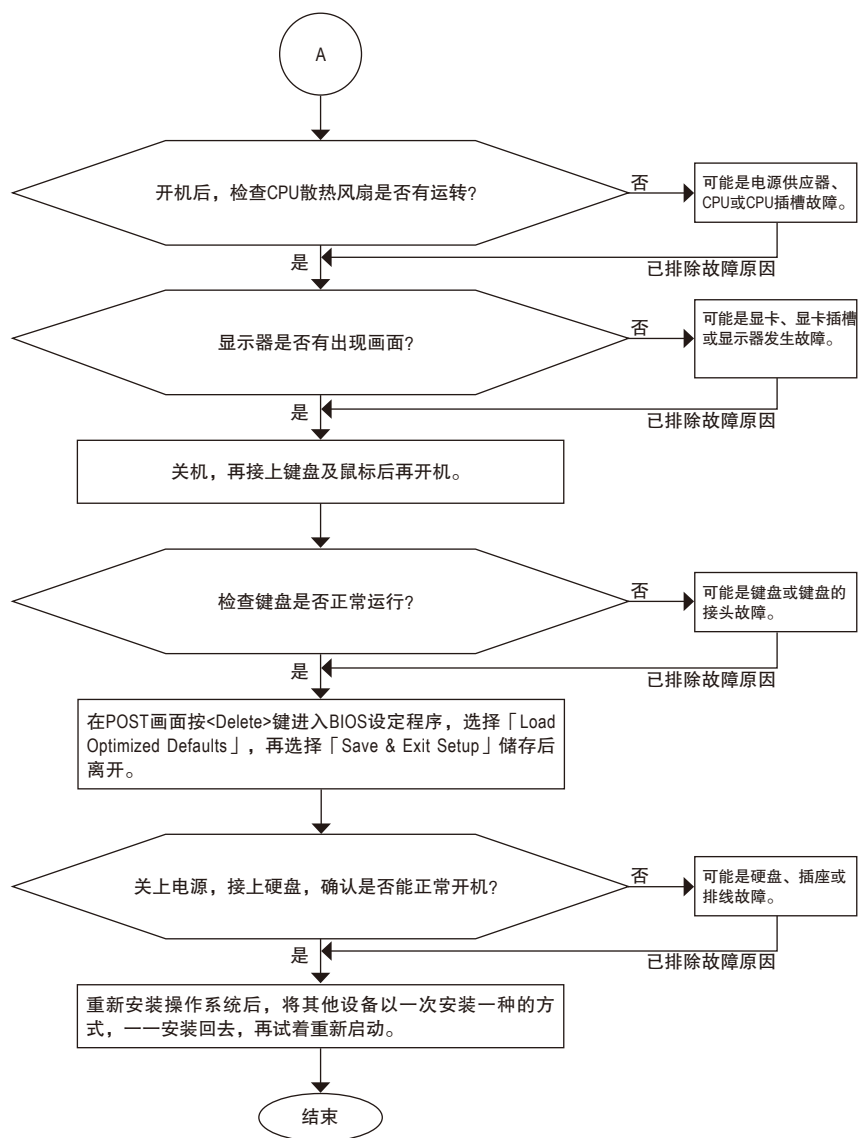 A
开机后，检查CPU散热风扇是否有运转?
否
可能是电源供应器、
CPU或CPU插槽故障。
是
已排除故障原因
显示器是否有出现画面?
否
可能是显卡、显卡插槽
或显示器发生故障。
是
已排除故障原因
关机，再接上键盘及鼠标后再开机。
检查键盘是否正常运行?
否
可能是键盘或键盘的
接头故障。
是
已排除故障原因
在POST画面按<Delete>键进入BIOS设定程序，选择「Load
Optimized Defaults」，再选择「Save & Exit Setup」储存后
离开。
关上电源，接上硬盘，确认是否能正常开机?
否
可能是硬盘、插座或
排线故障。
是
已排除故障原因
重新安装操作系统后，将其他设备以一次安装一种的方
式，一一安装回去，再试着重新启动。
结束